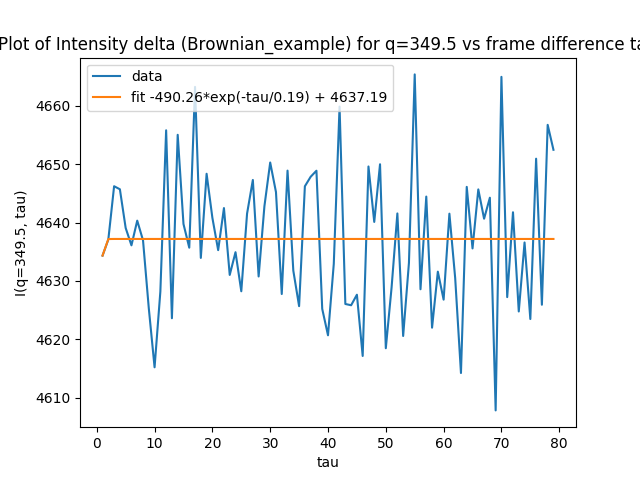 Plot of Intensity delta (Brownian_example) for q=349.5 vs frame difference ta
data
fit -490.26*exp(-tau/0.19) + 4637.19
I(q=349.5, tau)
4660
4650
4640
4630
4620
4610
0 10 20 30 40 50 60 70 80
tau